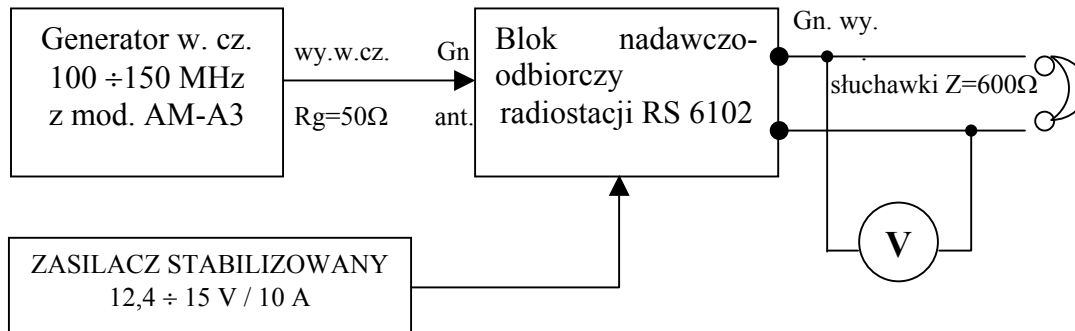 Generator w. cz.
100 ÷150 MHz
z mod. AM-A3
wy.w.cz.
Rg=50Ω
Gn
ant.
Blok nadawczo-
odbiorczy
radiostacji RS 6102
Gn. wy.
słuchawki Z=600Ω
V
ZASILACZ STABILIZOWANY
12,4 ÷ 15 V / 10 A